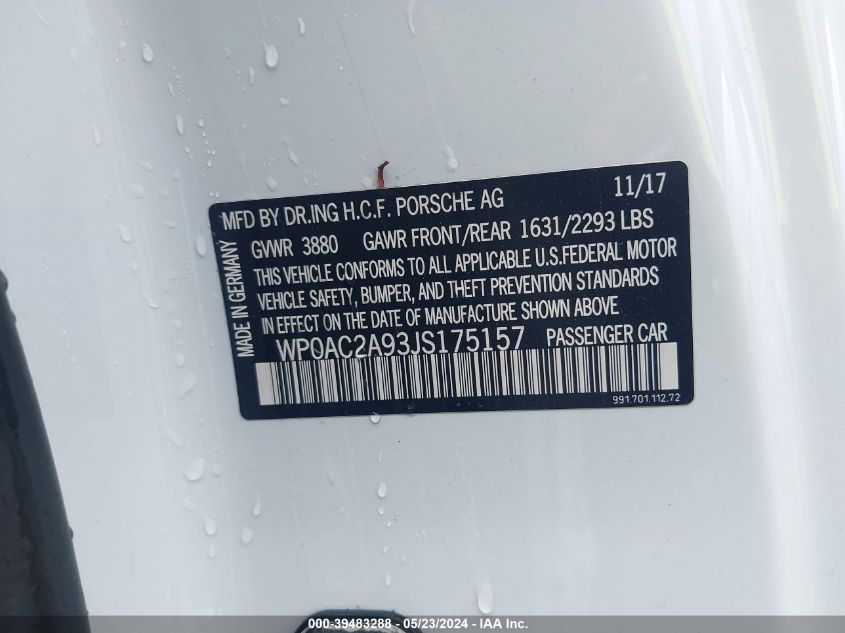 MFD BY DR.ING H.C.F. PORSCHE AG 11/17
GVWR 3880 GAWR FRONT/REAR 1631/2293 LBS
THIS VEHICLE CONFORMS TO ALL APPLICABLE U.S.FEDERAL MOTOR
VEHICLE SAFETY, BUMPER, AND THEFT PREVENTION STANDARDS
IN EFFECT ON THE DATE OF MANUFACTURE SHOWN ABOVE
WP0AC2A93JS175157 PASSENGER CAR
991.701.112.72
MADE IN GERMANY
000-39483288 - 05/23/2024 - IAA Inc.